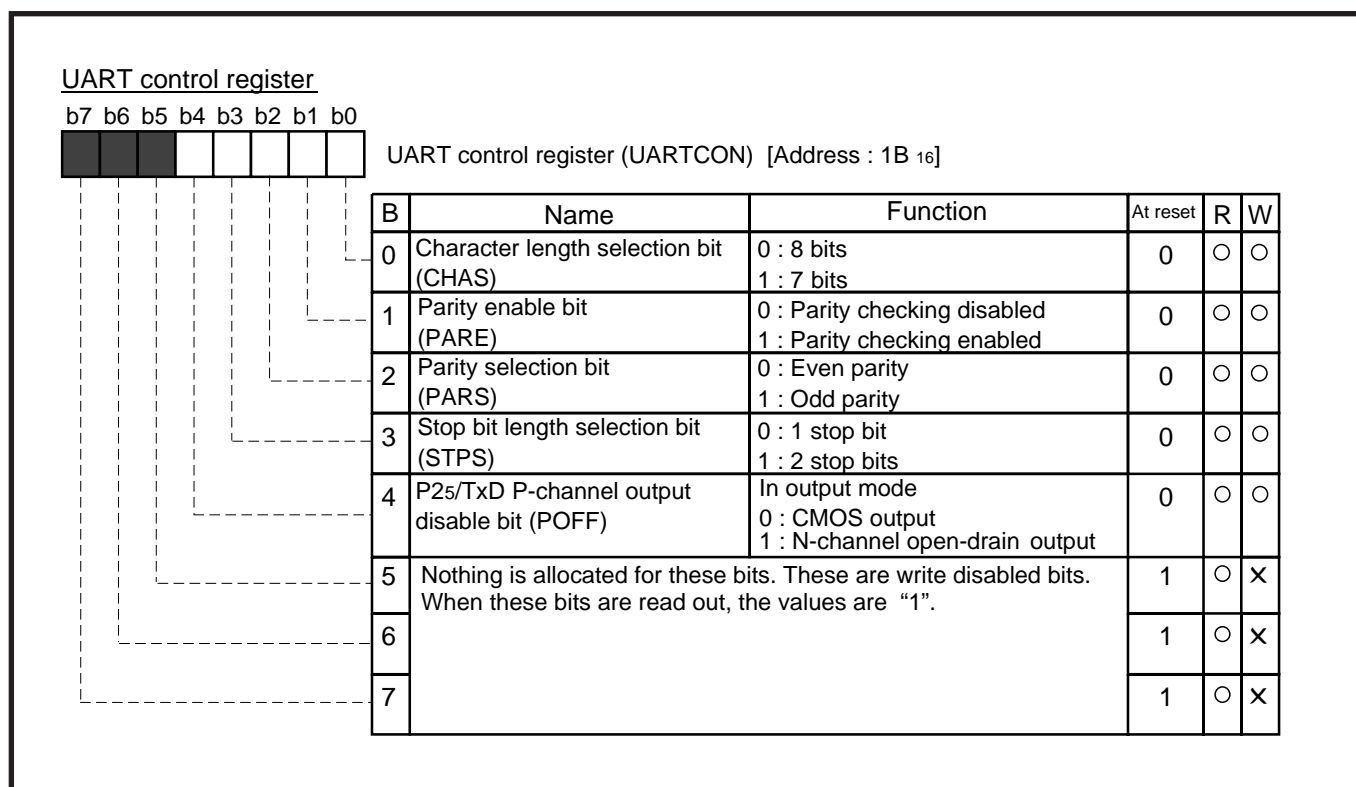 UART control register
b7 b6 b5 b4 b3 b2 b1 b0
UART control register (UARTCON) [Address : 1B 16]
B Name Function At reset R W
0 Character length selection bit (CHAS) 0 : 8 bits 1 : 7 bits 0 ○ ○
1 Parity enable bit (PARE) 0 : Parity checking disabled 1 : Parity checking enabled 0 ○ ○
2 Parity selection bit (PARS) 0 : Even parity 1 : Odd parity 0 ○ ○
3 Stop bit length selection bit (STPS) 0 : 1 stop bit 1 : 2 stop bits 0 ○ ○
4 P25/TxD P-channel output disable bit (POFF) In output mode 0 : CMOS output 1 : N-channel open-drain output 0 ○ ○
5 Nothing is allocated for these bits. These are write disabled bits. When these bits are read out, the values are “1”. 1 ○ ×
6 1 ○ ×
7 1 ○ ×